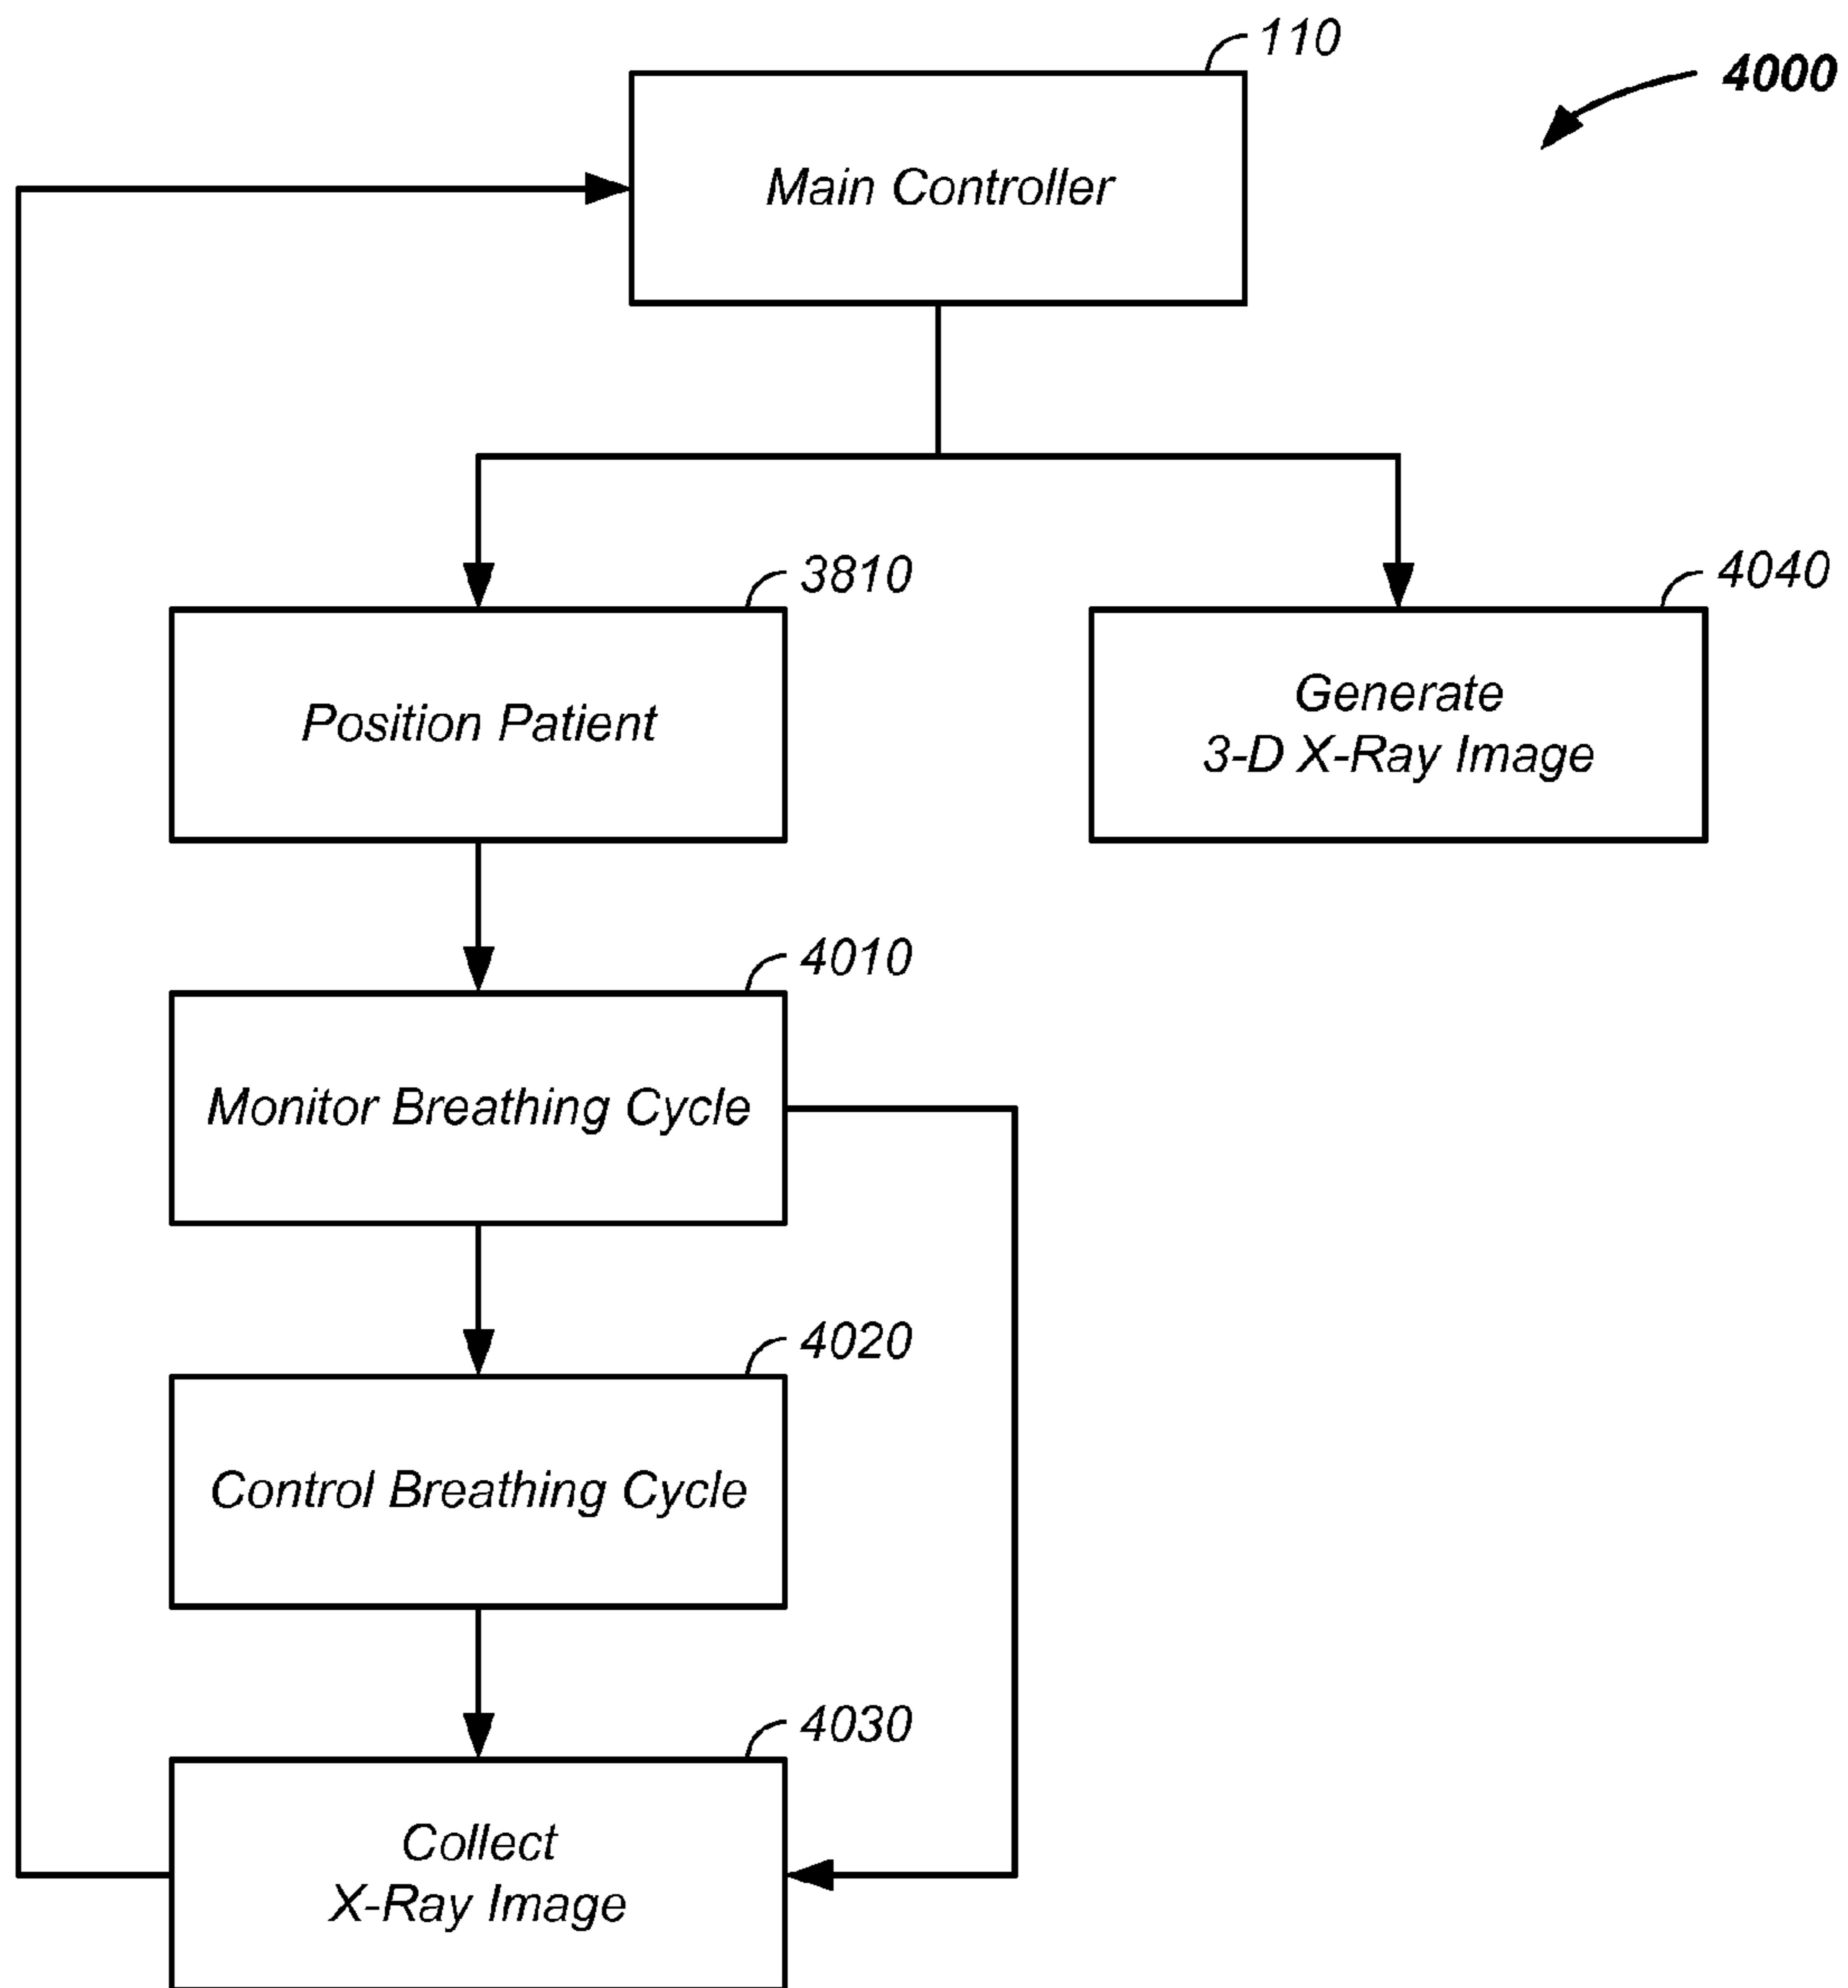 110
4000
Main Controller
3810
4040
Position Patient
Generate
3-D X-Ray Image
4010
Monitor Breathing Cycle
4020
Control Breathing Cycle
4030
Collect
X-Ray Image